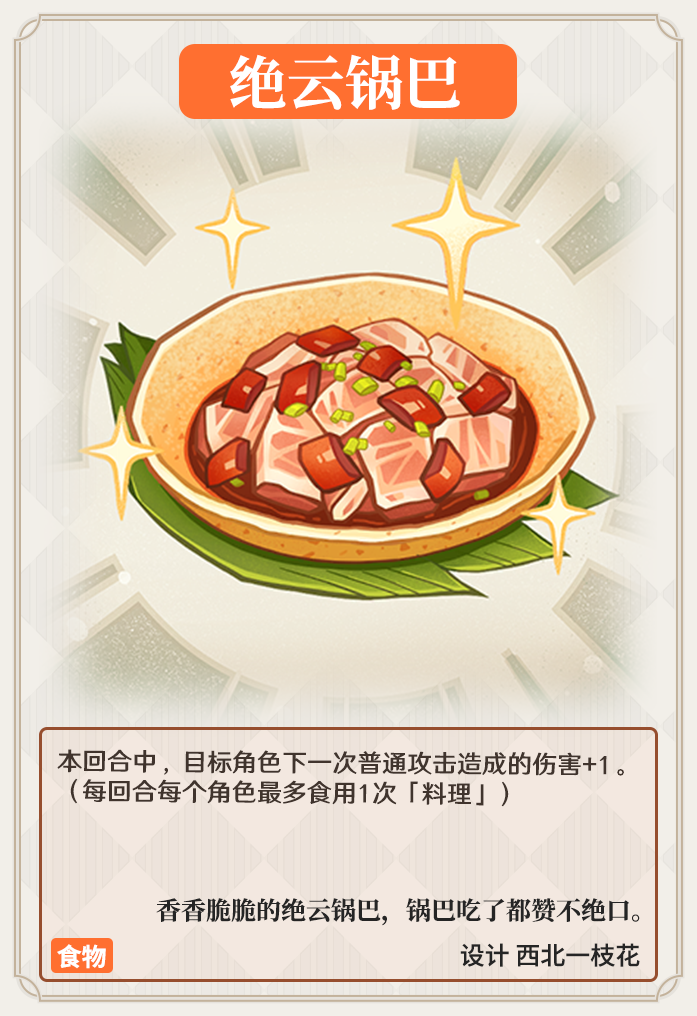 绝云锅巴
本回合中，目标角色下一次普通攻击造成的伤害+1。
（每回合每个角色最多食用1次「料理」）
香香脆脆的绝云锅巴，锅巴吃了都赞不绝口。
食物
设计 西北一枝花